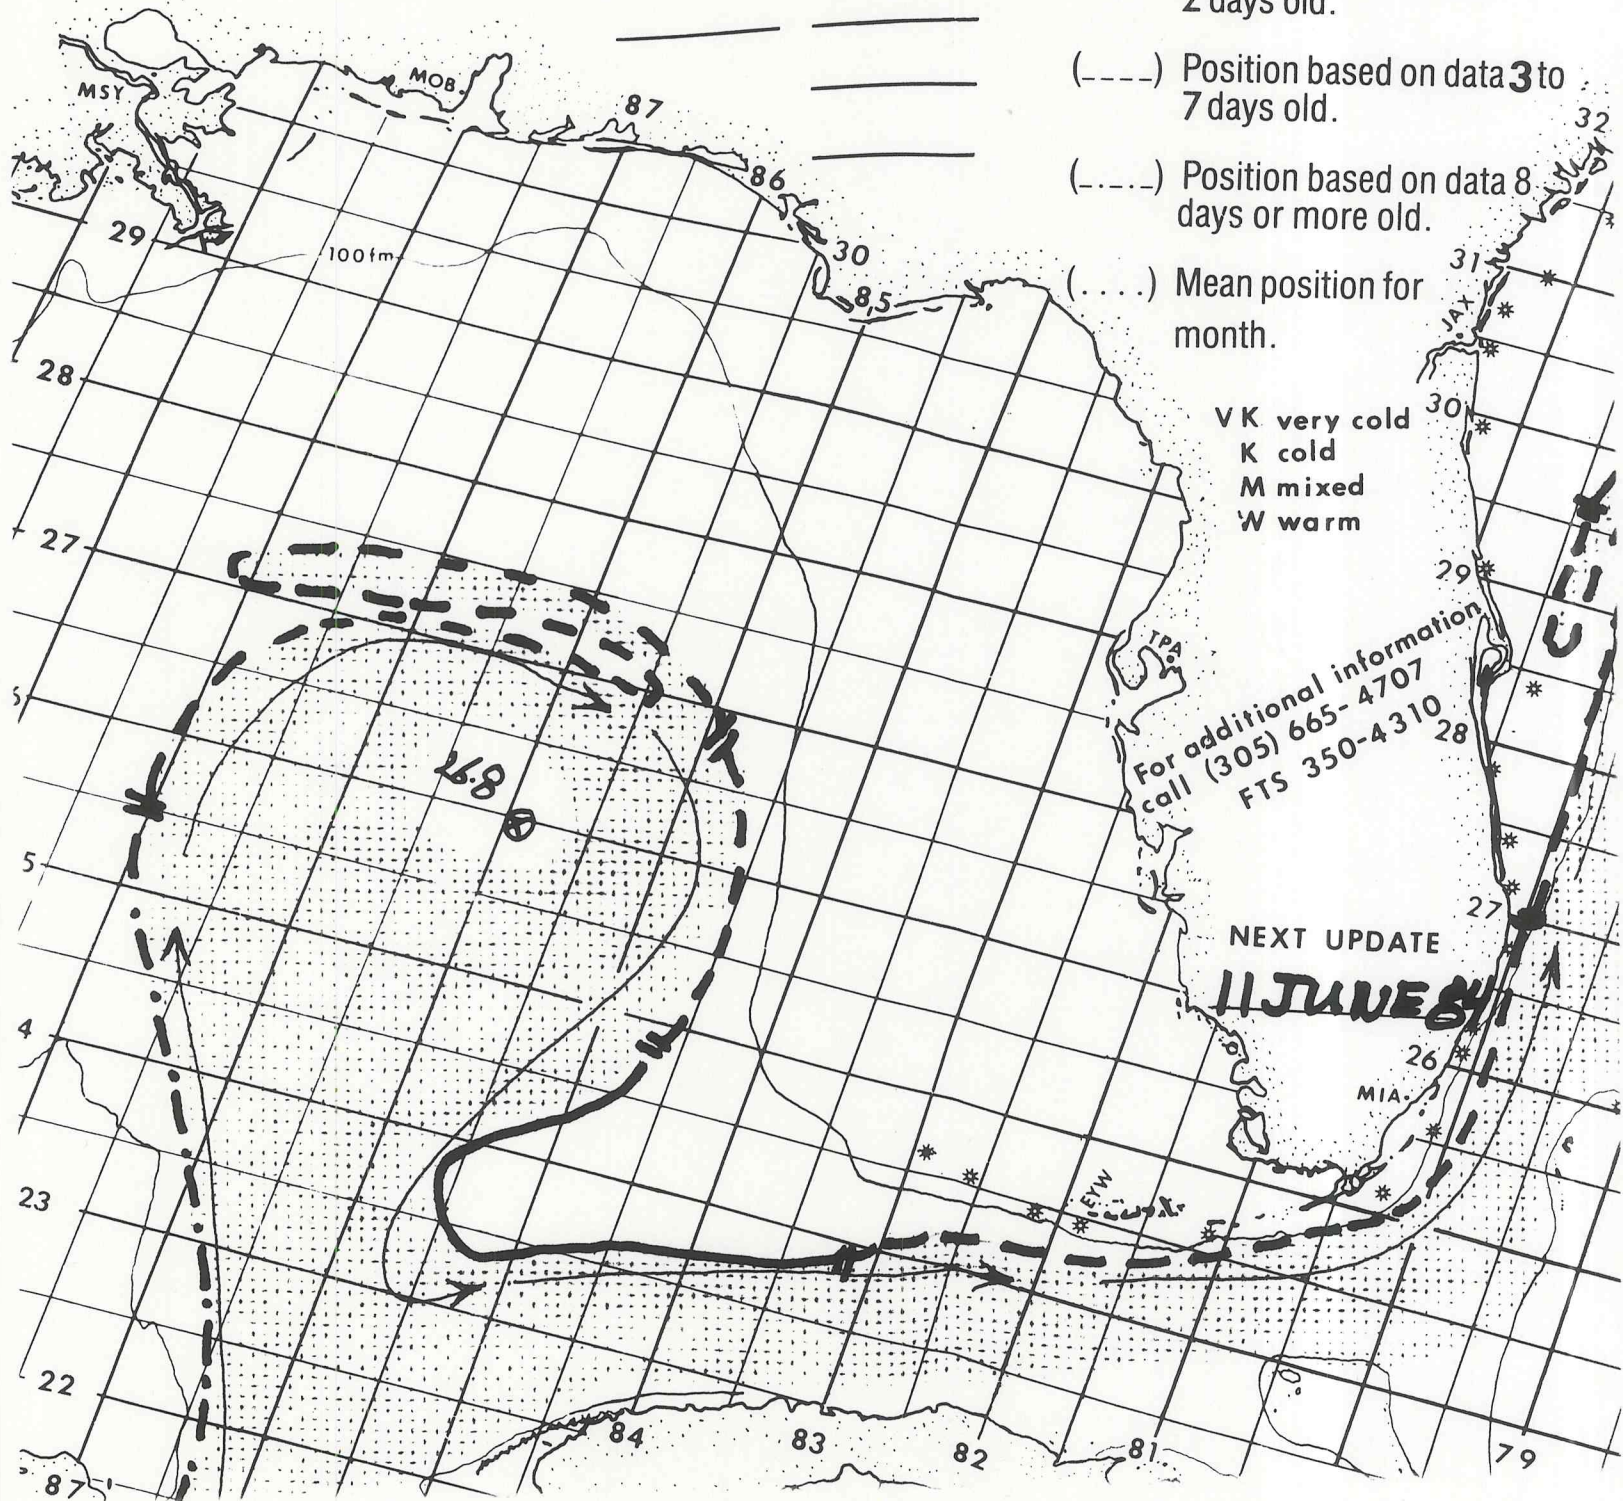 2 days old.
(----) Position based on data 3 to
7 days old.
(-.-.-) Position based on data 8
days or more old.
(....) Mean position for
month.
VK very cold
K cold
M mixed
W warm
For additional information
call (305) 665-4707
FTS 350-4310
NEXT UPDATE
11 JUNE 84
MSY
MOB.
87
86
30
85
100 fm
29
28
27
6
5
4
23
22
87
84
83
82
81
79
32
31
JAX
30
29
28
27
26
MIA.
TPA
EYW
26.8